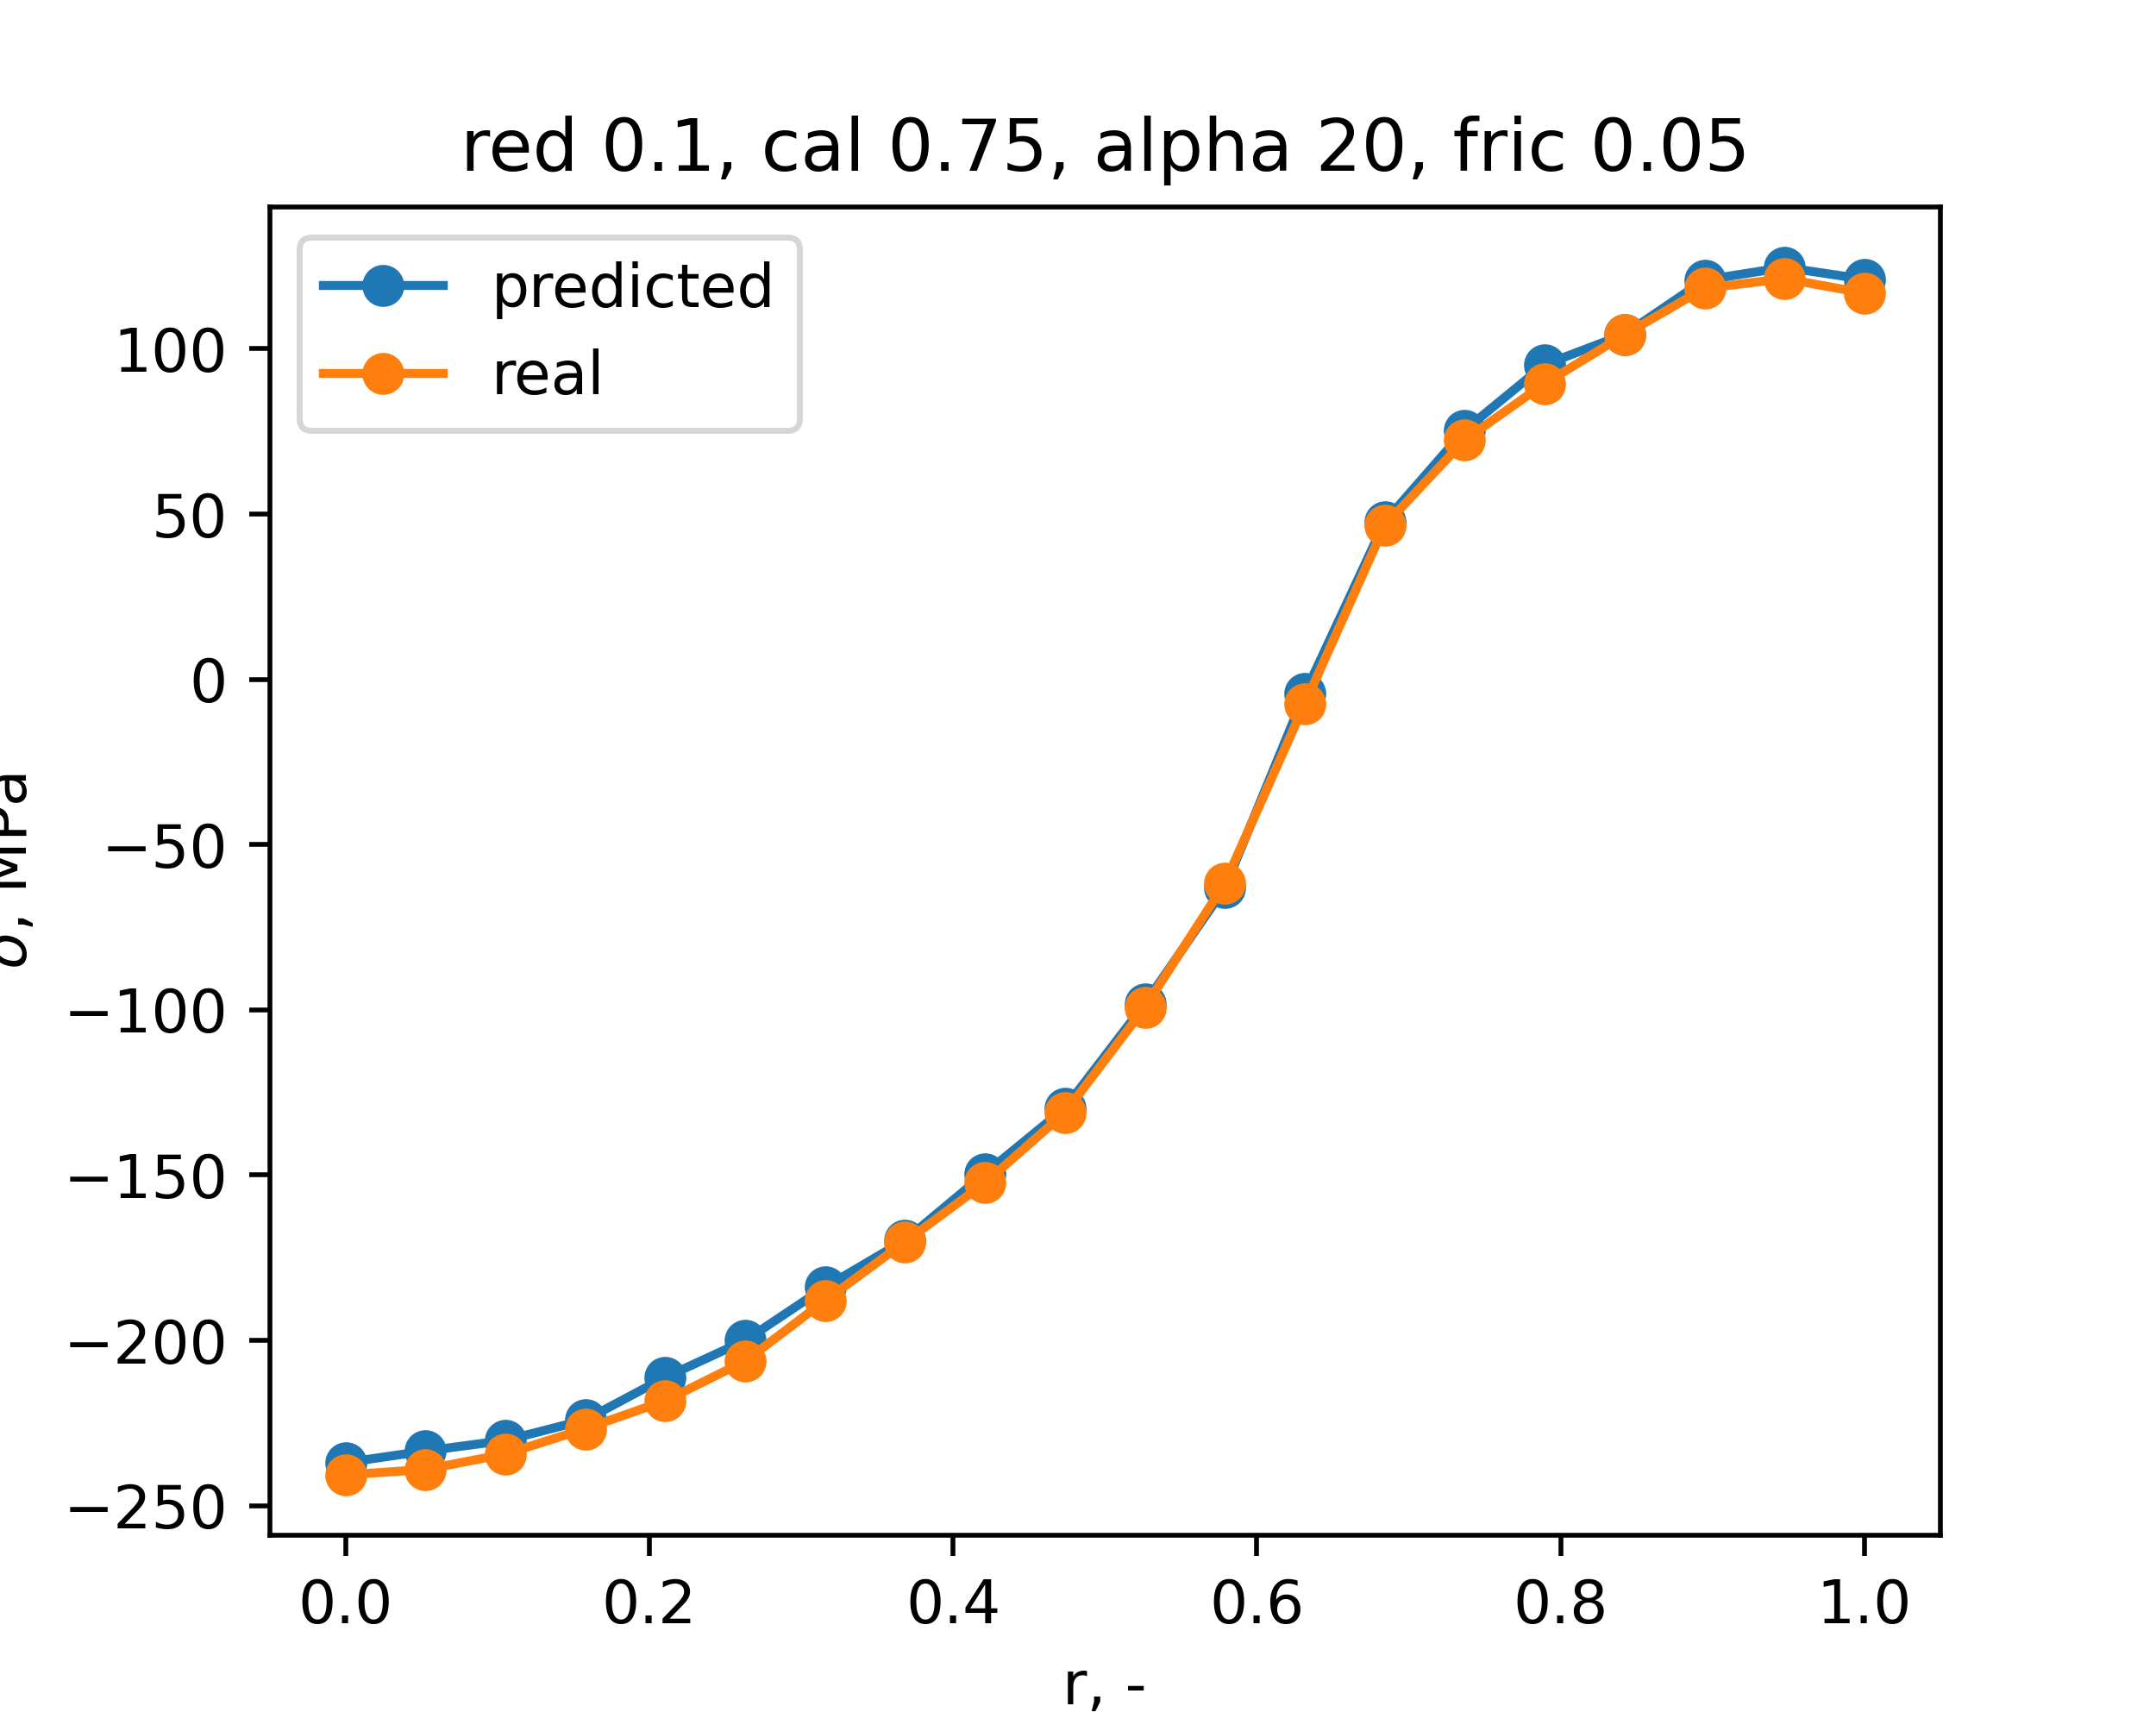 red 0.1, cal 0.75, alpha 20, fric 0.05
predicted
real
100
50
0
−50
−100
−150
−200
−250
σ, MPa
0.0 0.2 0.4 0.6 0.8 1.0
r, -